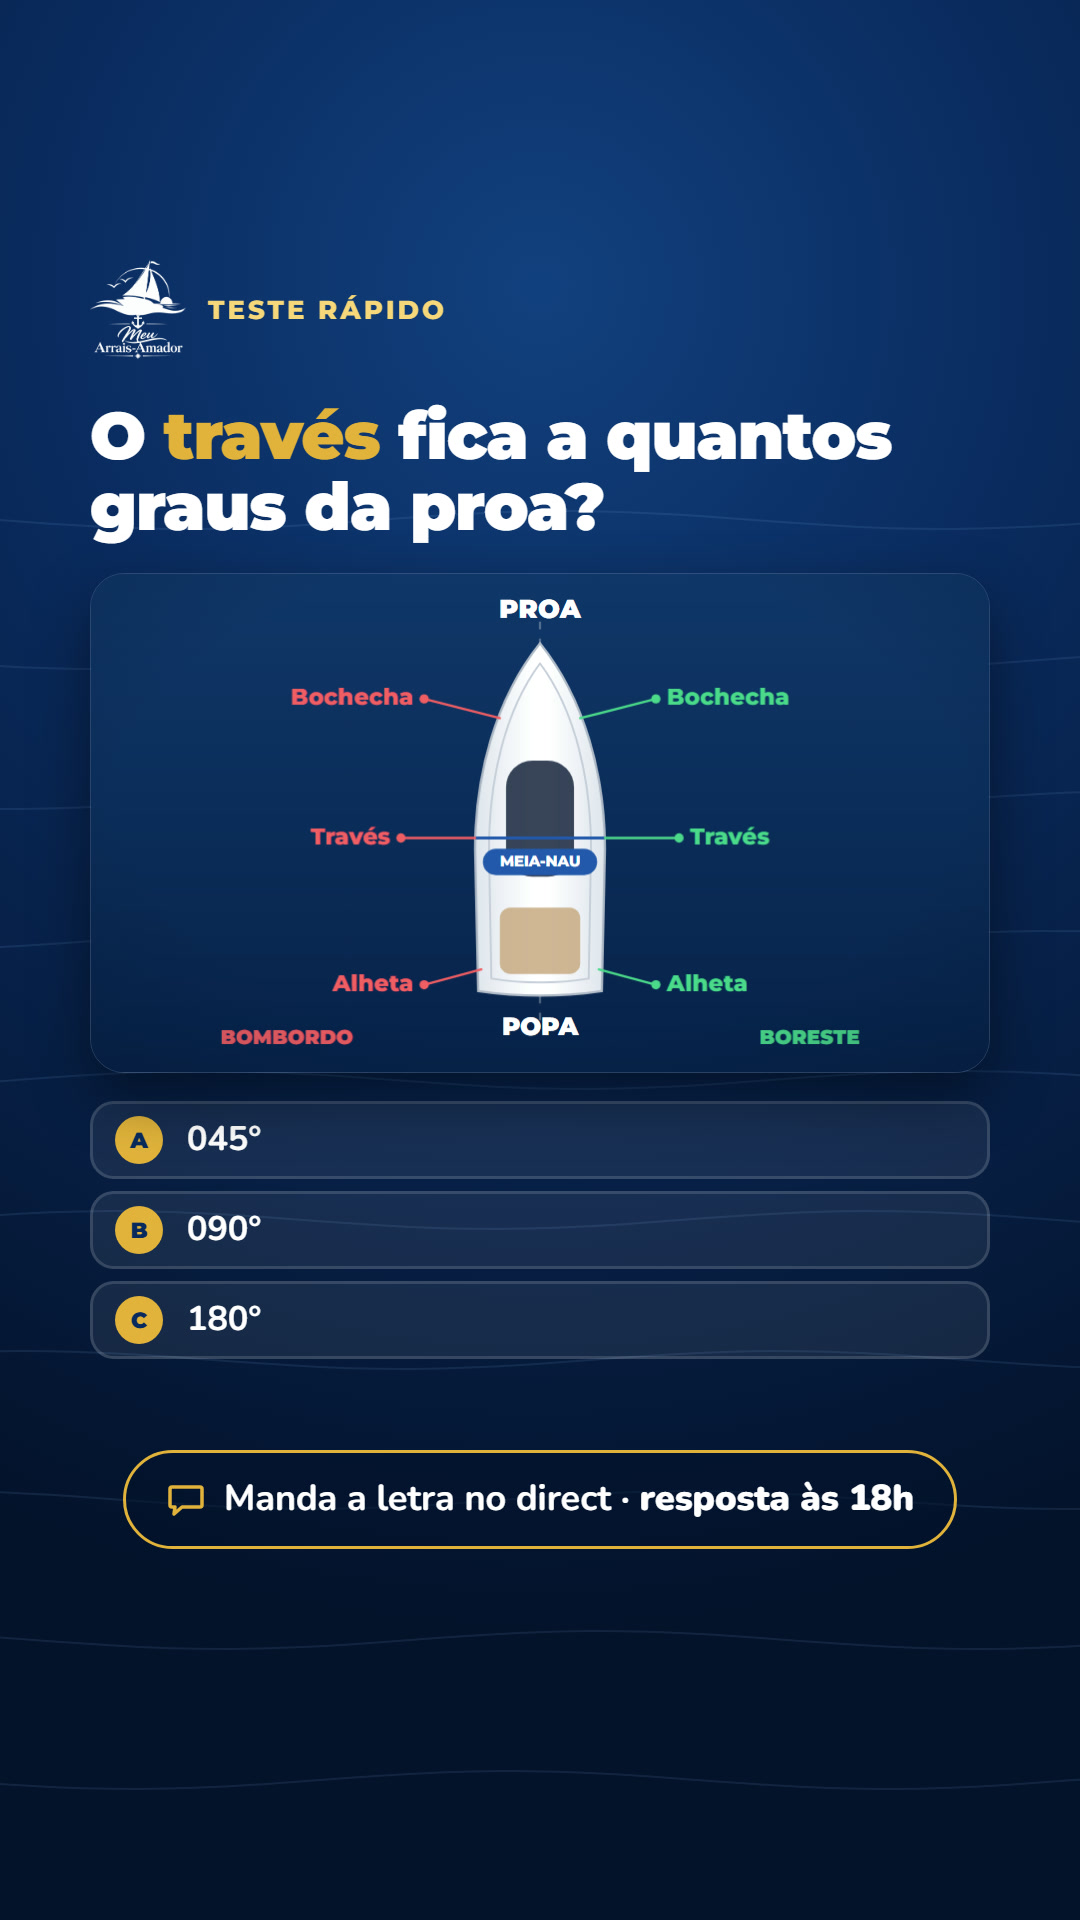 Meu
Arrais-Amador
TESTE RÁPIDO
O través fica a quantos
graus da proa?
PROA
Bochecha
Bochecha
Través
Través
MEIA-NAU
Alheta
Alheta
POPA
BOMBORDO
BORESTE
A 045°
B 090°
C 180°
Manda a letra no direct · resposta às 18h